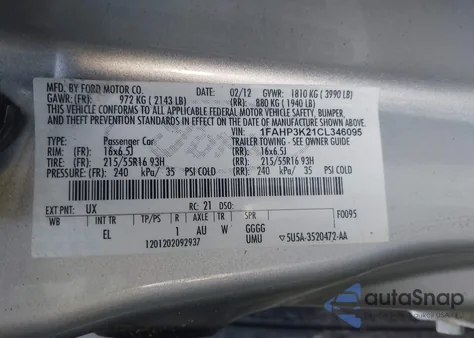 MFD. BY FORD MOTOR CO.
DATE: 02/12 GVWR: 1810 KG ( 3990 LB)
GAWR:(FR): 972 KG ( 2143 LB) (RR): 880 KG ( 1940 LB)
THIS VEHICLE CONFORMS TO ALL APPLICABLE U.S. FEDERAL MOTOR VEHICLE SAFETY, BUMPER,
AND THEFT PREVENTION STANDARDS IN EFFECT ON THE DATE OF MANUFACTURE SHOWN ABOVE.
VIN: 1FAHP3K21CL346095
TYPE: Passenger Car TRAILER TOWING - SEE OWNER GUIDE
RIM: (FR): 16x6.5J (RR): 16x6.5J
TIRE: (FR): 215/55R16 93H (RR): 215/55R16 93H
PRESSURE: (FR): 240 kPa/ 35 PSI COLD (RR): 240 kPa/ 35 PSI COLD
EXT PNT: UX RC: 21 DSO: F0095
WB INT TR TP/PS R AXLE TR SPR
EL 1 AU W GGGG
1201202092937 UMU ▽5U5A-3520472-AA
autoSnap